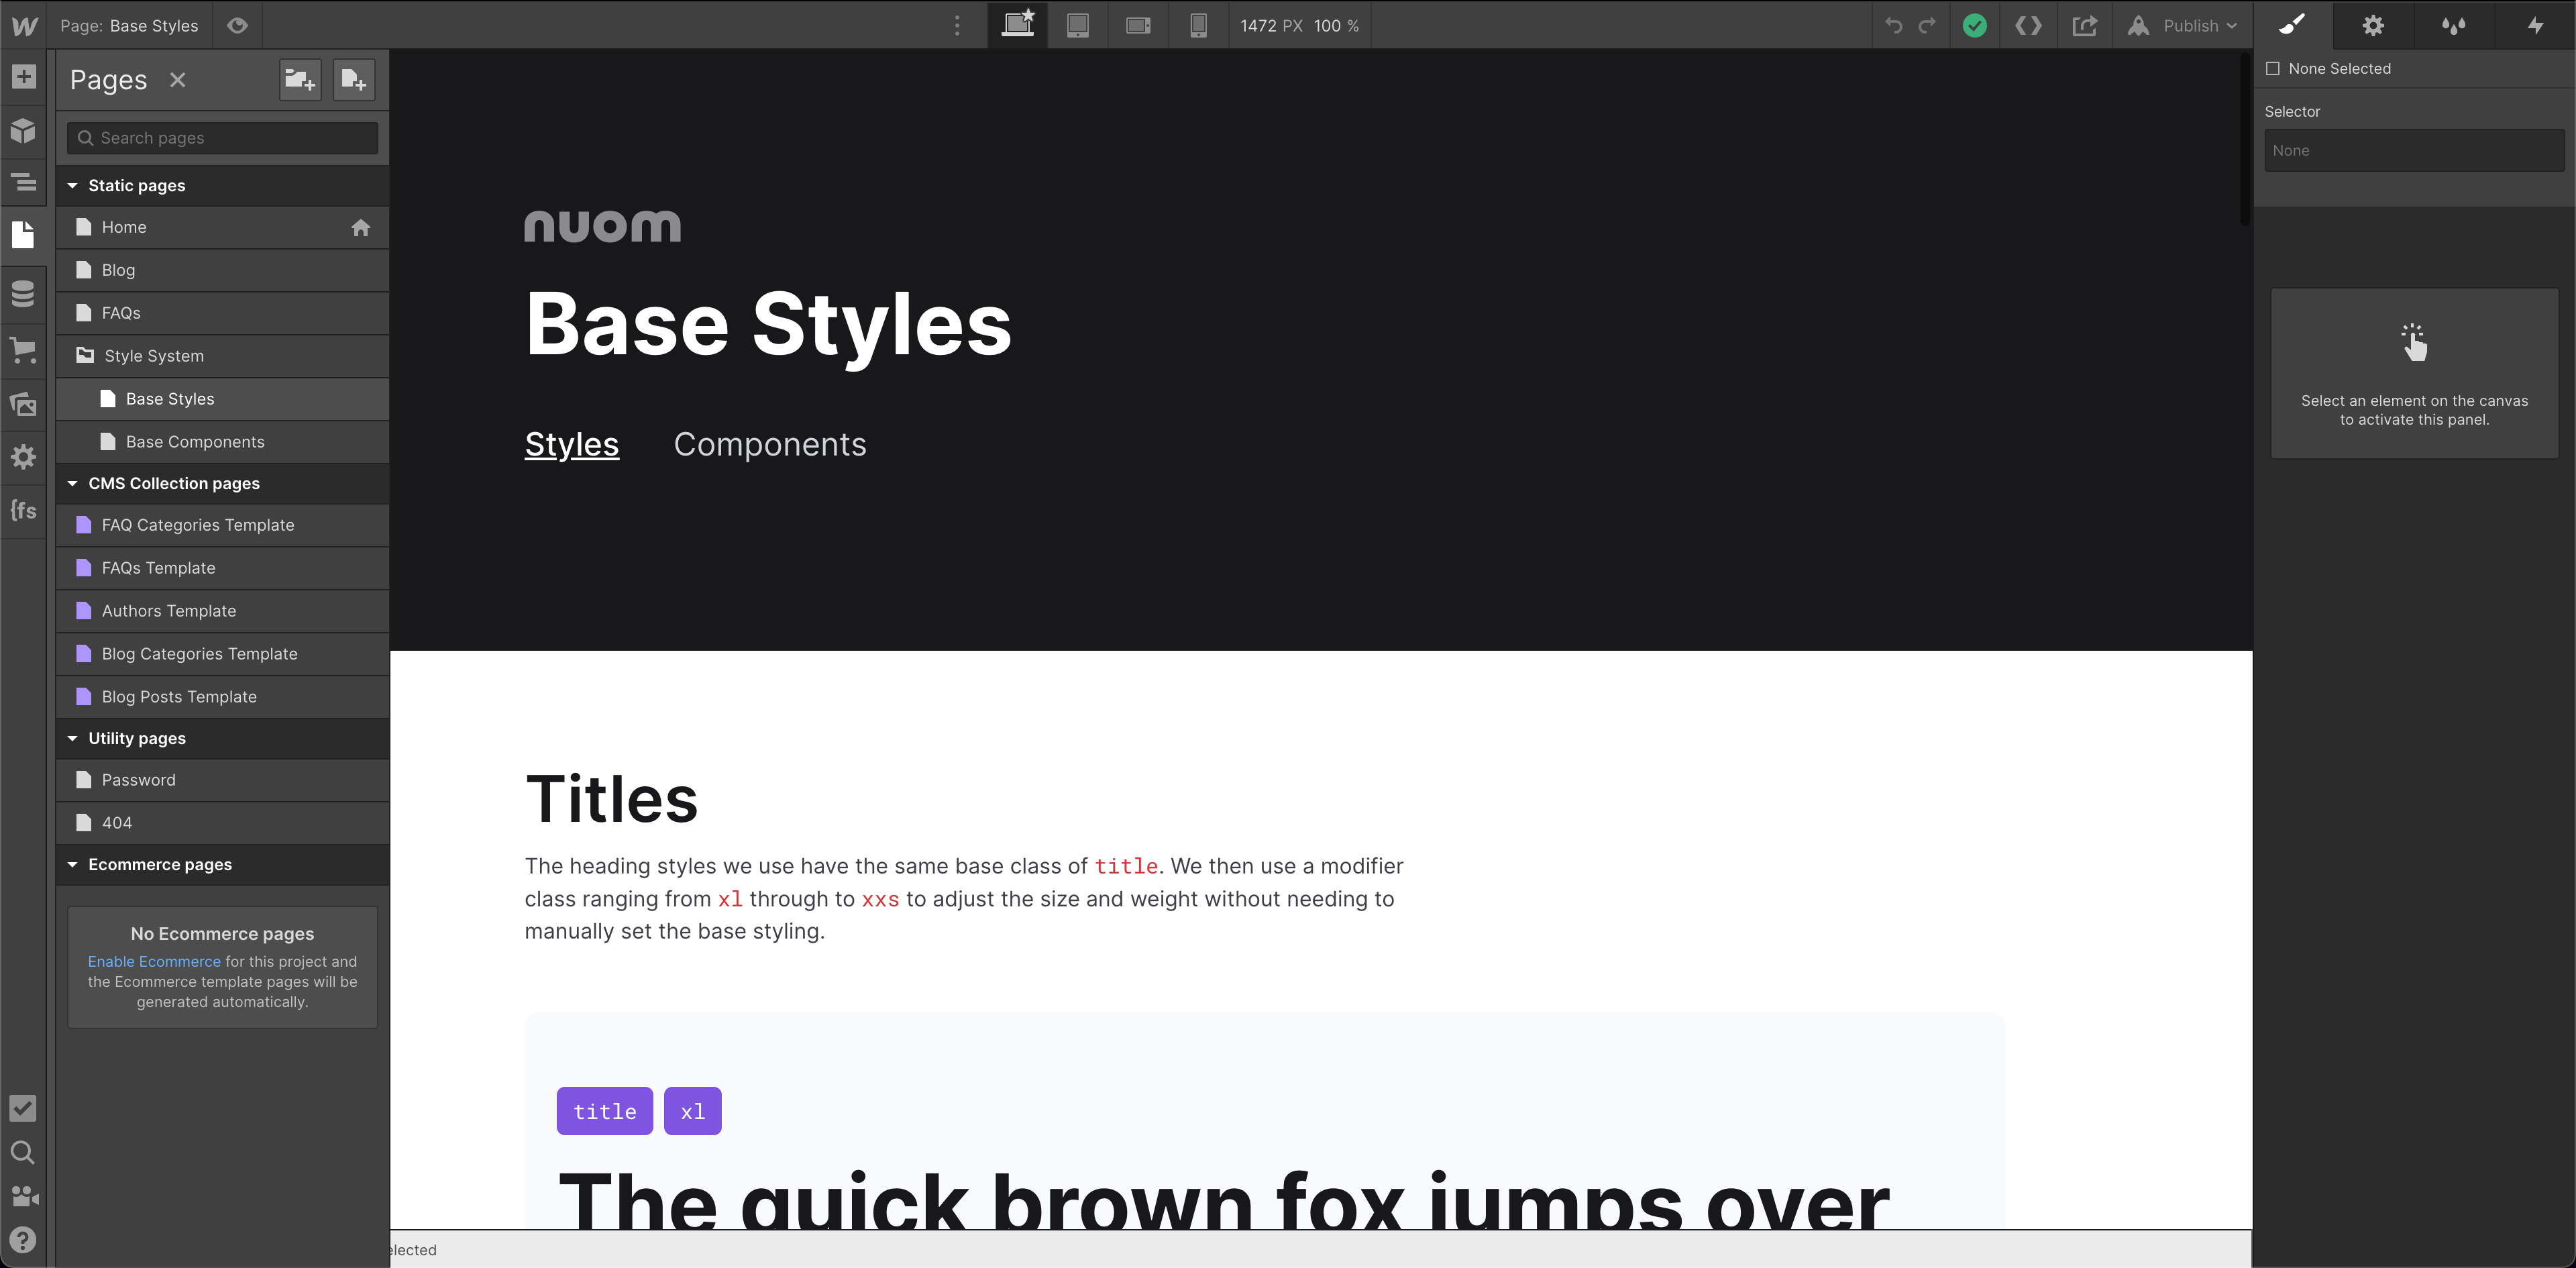 Page: Base Styles
1472 PX 100 %
Publish
Pages
Search pages
Static pages
Home
Blog
FAQs
Style System
Base Styles
Base Components
CMS Collection pages
FAQ Categories Template
FAQs Template
Authors Template
Blog Categories Template
Blog Posts Template
Utility pages
Password
404
Ecommerce pages
No Ecommerce pages
Enable Ecommerce for this project and
the Ecommerce template pages will be
generated automatically.
{fs
nuom
Base Styles
Styles Components
Titles
The heading styles we use have the same base class of title. We then use a modifier
class ranging from xl through to xxs to adjust the size and weight without needing to
manually set the base styling.
title xl
The quick brown fox jumps over
elected
None Selected
Selector
None
Select an element on the canvas
to activate this panel.